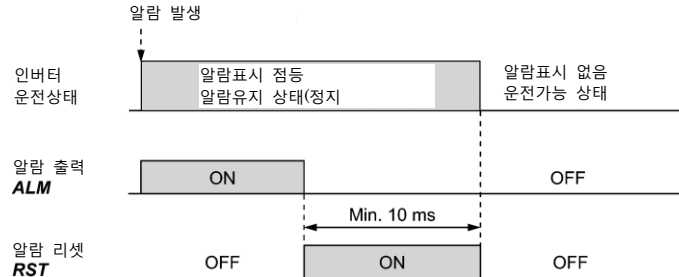 알람 발생
인버터
운전상태
알람표시 점등
알람유지 상태(정지
알람표시 없음
운전가능 상태
알람 출력
ALM
ON
OFF
Min. 10 ms
알람 리셋
RST
OFF
ON
OFF